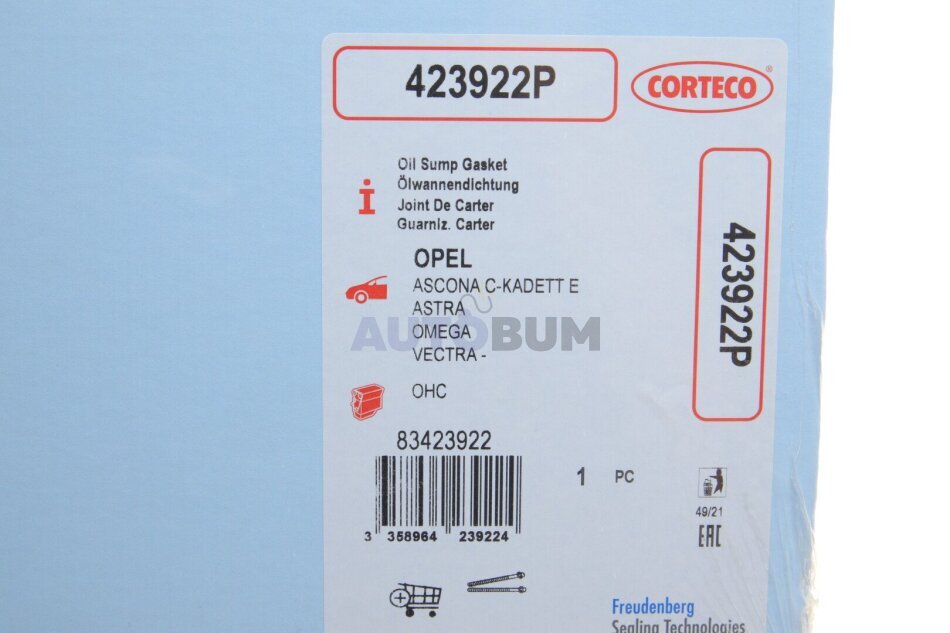 423922P
CORTECO®
Oil Sump Gasket
Ölwannendichtung
Joint De Carter
Guarniz. Carter
423922P
OPEL
ASCONA C-KADETT E
ASTRA
OMEGA
VECTRA -
AUTOBUM
OHC
83423922
1 PC
3 358964 239224
49/21
EAC
Freudenberg
Sealing Technologies